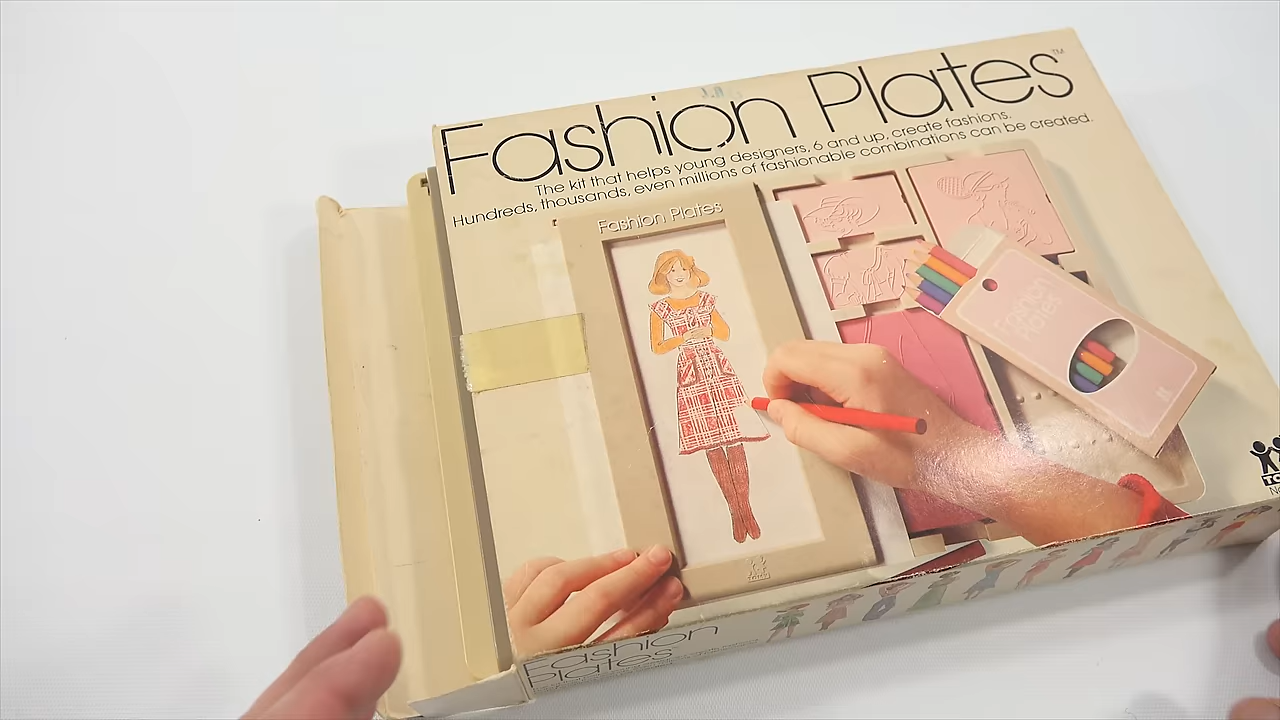 Fashion Plates™
The kit that helps young designers, 6 and up, create fashions.
Hundreds, thousands, even millions of fashionable combinations can be created.
Fashion Plates
Fashion
Plates
TOMY
Fashion
Plates